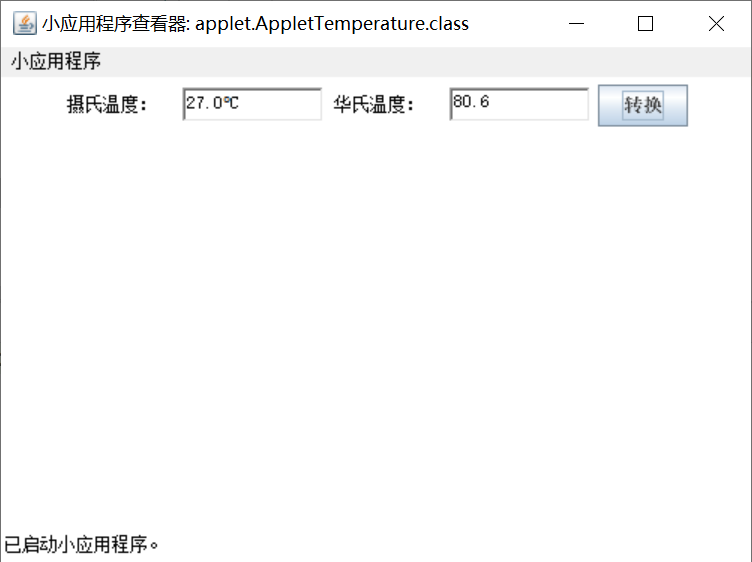 小应用程序查看器: applet.AppletTemperature.class
小应用程序
摄氏温度： 27.0℃ 华氏温度： 80.6 转换
已启动小应用程序。